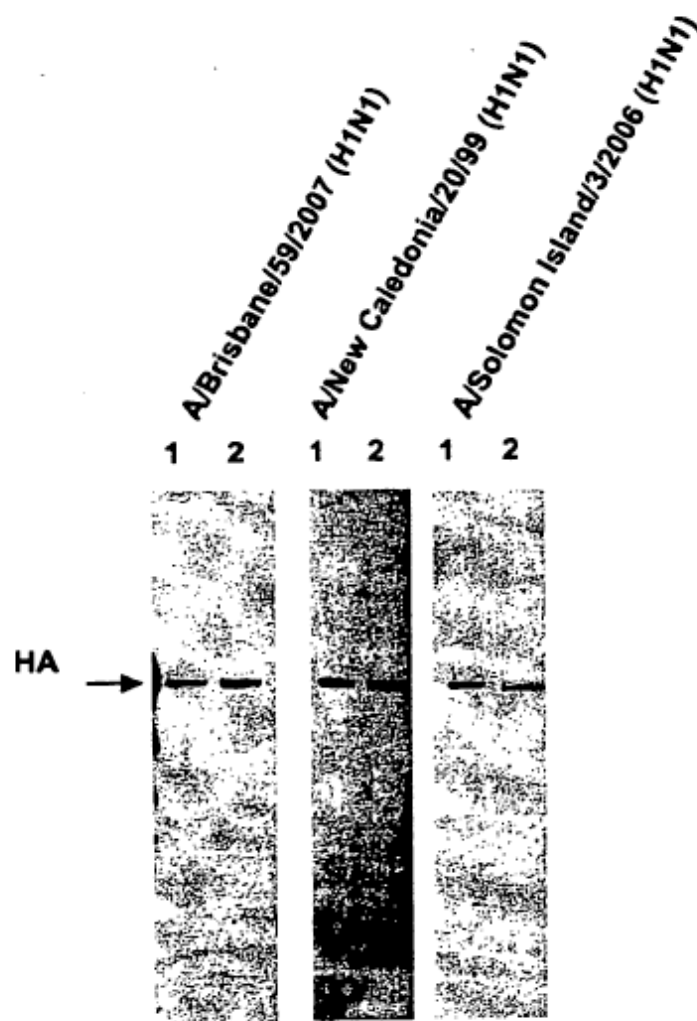 A/Brisbane/59/2007 (H1N1)
A/New Caledonia/20/99 (H1N1)
A/Solomon Island/3/2006 (H1N1)
1 2 1 2 1 2
HA